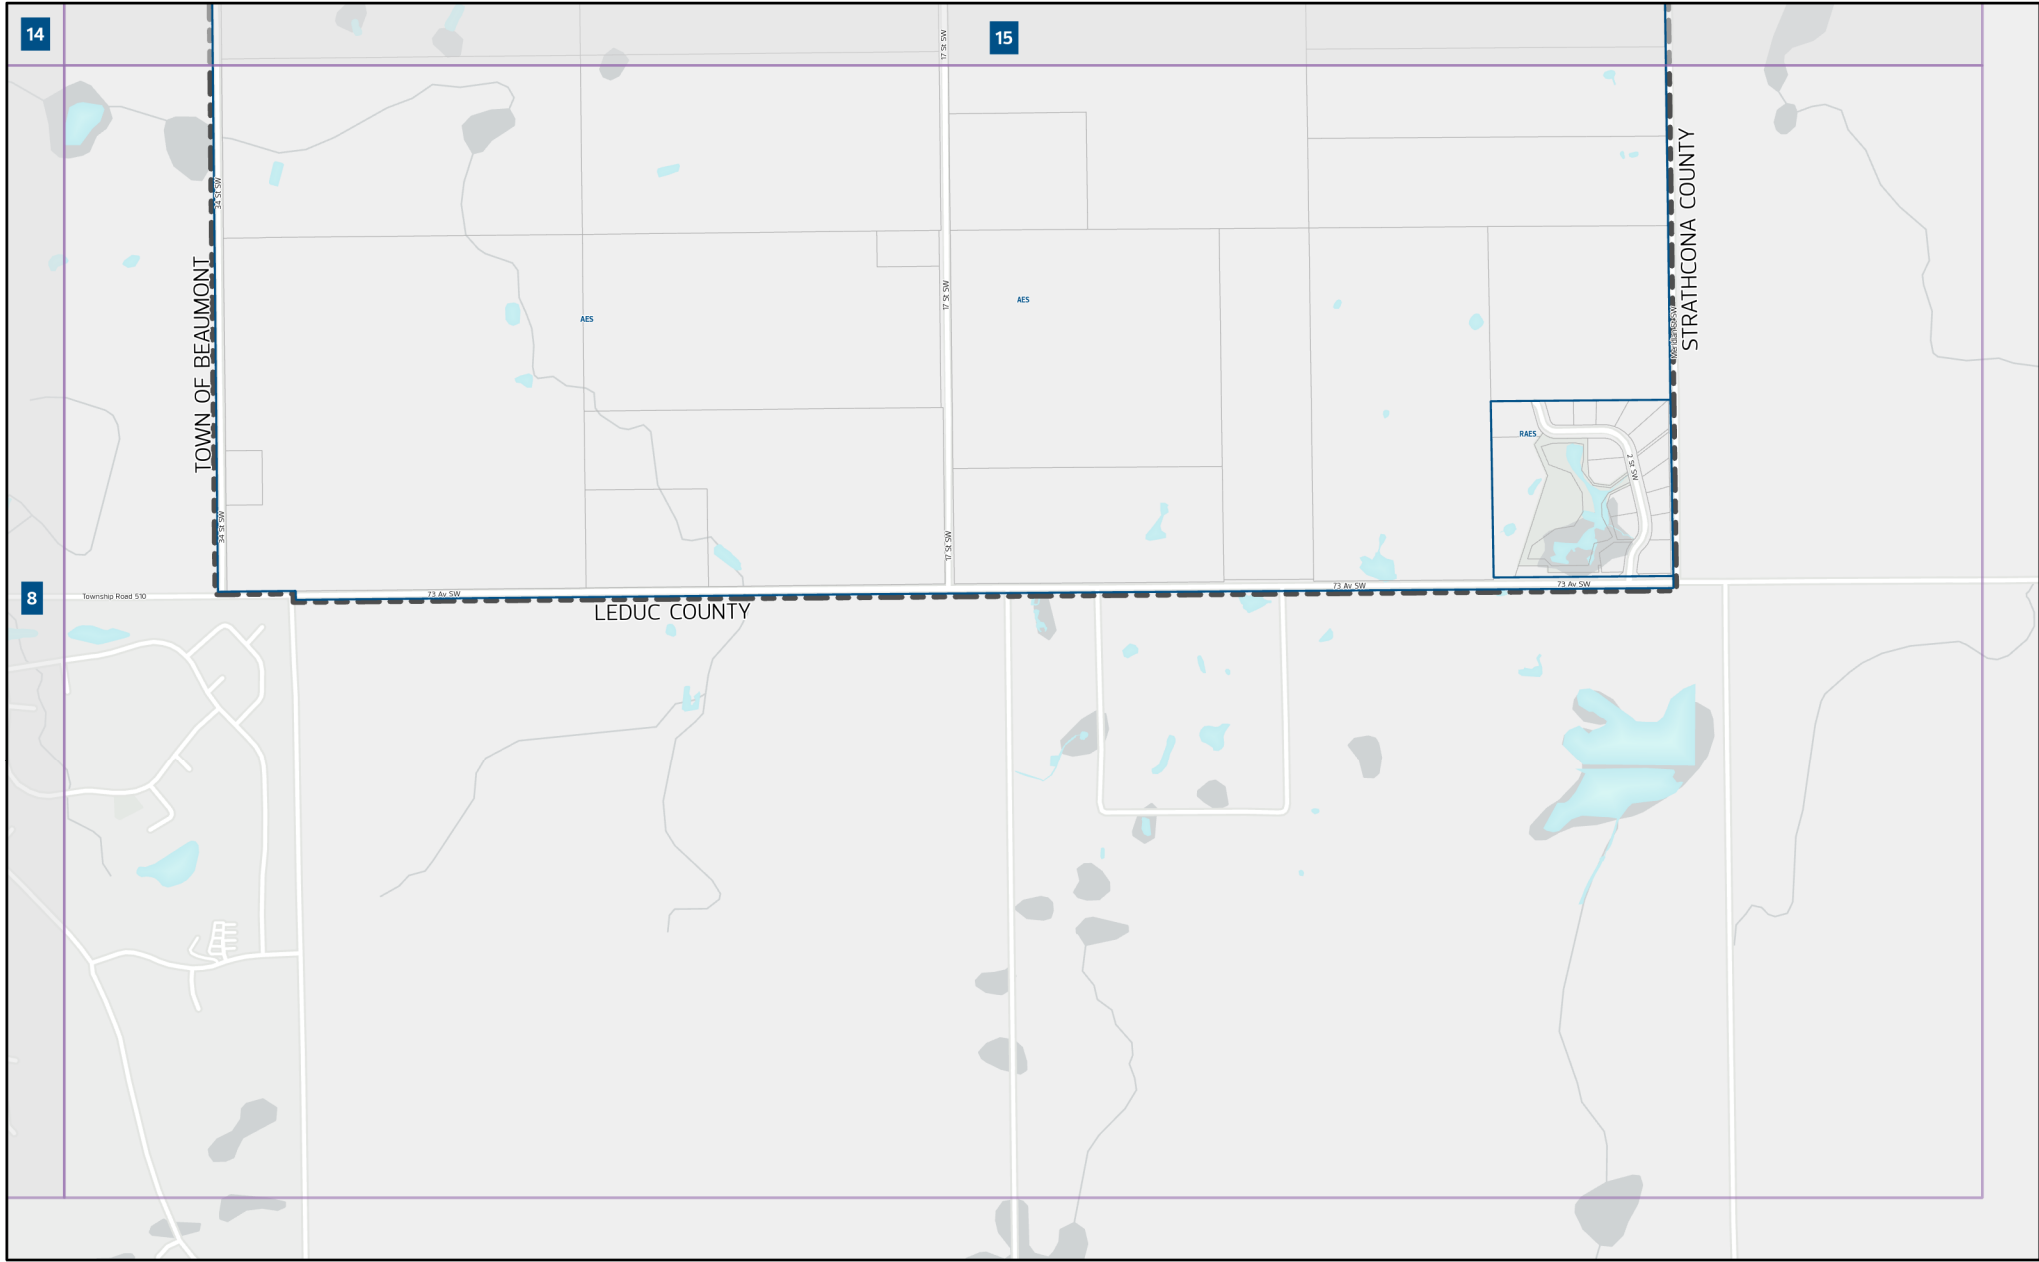 14
15
17 St SW
34 St SW
STRATHCONA COUNTY
TOWN OF BEAUMONT
17 St SW
AES
AES
RAES
2 St SW
34 St SW
17 St SW
8
Township Road 510
73 Av SW
73 Av SW
73 Av SW
LEDUC COUNTY